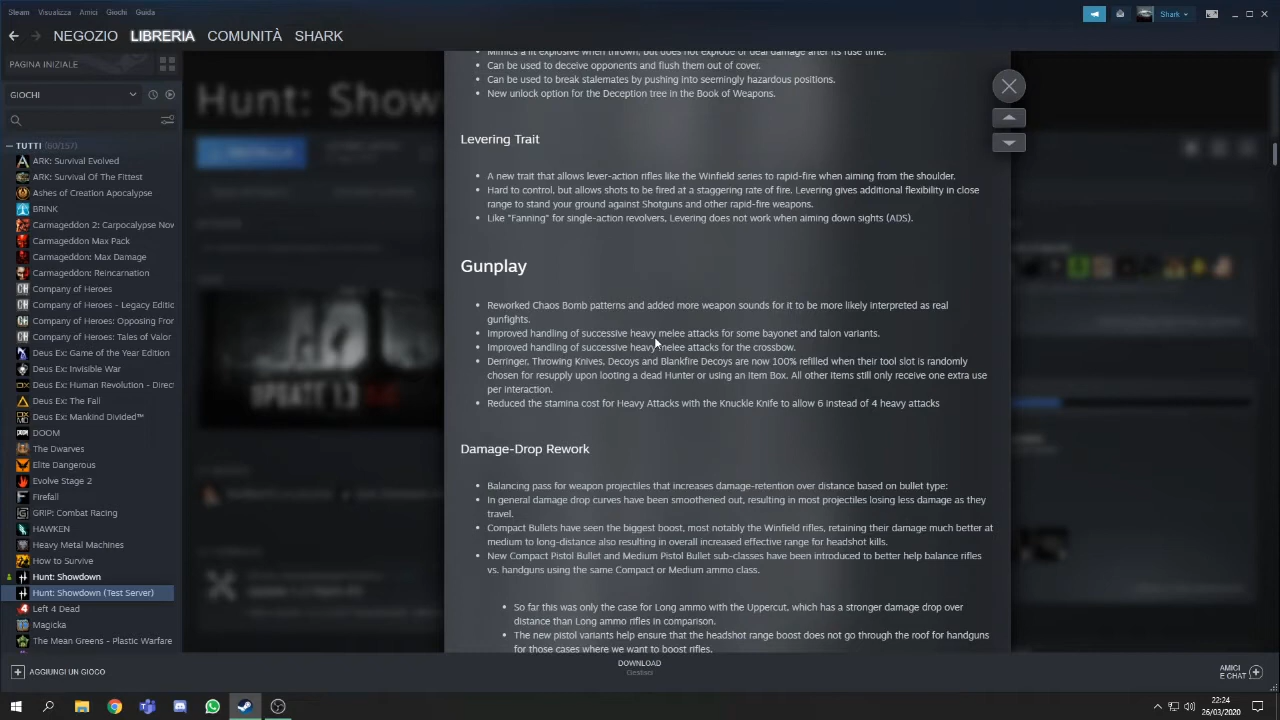 Steam Visualizza Amici Giochi Guida
Shark
NEGOZIO LIBRERIA COMUNITÀ SHARK
PAGINA INIZIALE
GIOCHI
TUTTI (80/157)
ARK: Survival Evolved
ARK: Survival Of The Fittest
Ashes of Creation Apocalypse
BRINK
Carmageddon 2: Carpocalypse Nov
Carmageddon Max Pack
Carmageddon: Max Damage
Carmageddon: Reincarnation
Company of Heroes
Company of Heroes - Legacy Edition
Company of Heroes: Opposing Fron
Company of Heroes: Tales of Valor
Deus Ex: Game of the Year Edition
Deus Ex: Invisible War
Deus Ex: Human Revolution - Direct
Deus Ex: The Fall
Deus Ex: Mankind Divided™
DOOM
The Dwarves
Elite Dangerous
Evolve Stage 2
Firefall
GRIP: Combat Racing
HAWKEN
Heavy Metal Machines
How to Survive
Hunt: Showdown
Hunt: Showdown (Test Server)
Left 4 Dead
Magicka
The Mean Greens - Plastic Warfare
AGGIUNGI UN GIOCO
Hunt: Show
UPDATE 1.3
Mimics a lit explosive when thrown, but does not explode or deal damage after its fuse time.
Can be used to deceive opponents and flush them out of cover.
Can be used to break stalemates by pushing into seemingly hazardous positions.
New unlock option for the Deception tree in the Book of Weapons.
Levering Trait
A new trait that allows lever-action rifles like the Winfield series to rapid-fire when aiming from the shoulder.
Hard to control, but allows shots to be fired at a staggering rate of fire. Levering gives additional flexibility in close
range to stand your ground against Shotguns and other rapid-fire weapons.
Like "Fanning" for single-action revolvers, Levering does not work when aiming down sights (ADS).
Gunplay
Reworked Chaos Bomb patterns and added more weapon sounds for it to be more likely interpreted as real
gunfights.
Improved handling of successive heavy melee attacks for some bayonet and talon variants.
Improved handling of successive heavy melee attacks for the crossbow.
Derringer, Throwing Knives, Decoys and Blankfire Decoys are now 100% refilled when their tool slot is randomly
chosen for resupply upon looting a dead Hunter or using an Item Box. All other Items still only receive one extra use
per interaction.
Reduced the stamina cost for Heavy Attacks with the Knuckle Knife to allow 6 instead of 4 heavy attacks
Damage-Drop Rework
Balancing pass for weapon projectiles that increases damage-retention over distance based on bullet type:
In general damage drop curves have been smoothened out, resulting in most projectiles losing less damage as they
travel.
Compact Bullets have seen the biggest boost, most notably the Winfield rifles, retaining their damage much better at
medium to long-distance also resulting in overall increased effective range for headshot kills.
New Compact Pistol Bullet and Medium Pistol Bullet sub-classes have been introduced to better help balance rifles
vs. handguns using the same Compact or Medium ammo class.
So far this was only the case for Long ammo with the Uppercut, which has a stronger damage drop over
distance than Long ammo rifles in comparison.
The new pistol variants help ensure that the headshot range boost does not go through the roof for handguns
for those cases where we want to boost rifles.
DOWNLOAD
Gestisci
AMICI
E CHAT
22:24
26/03/2020